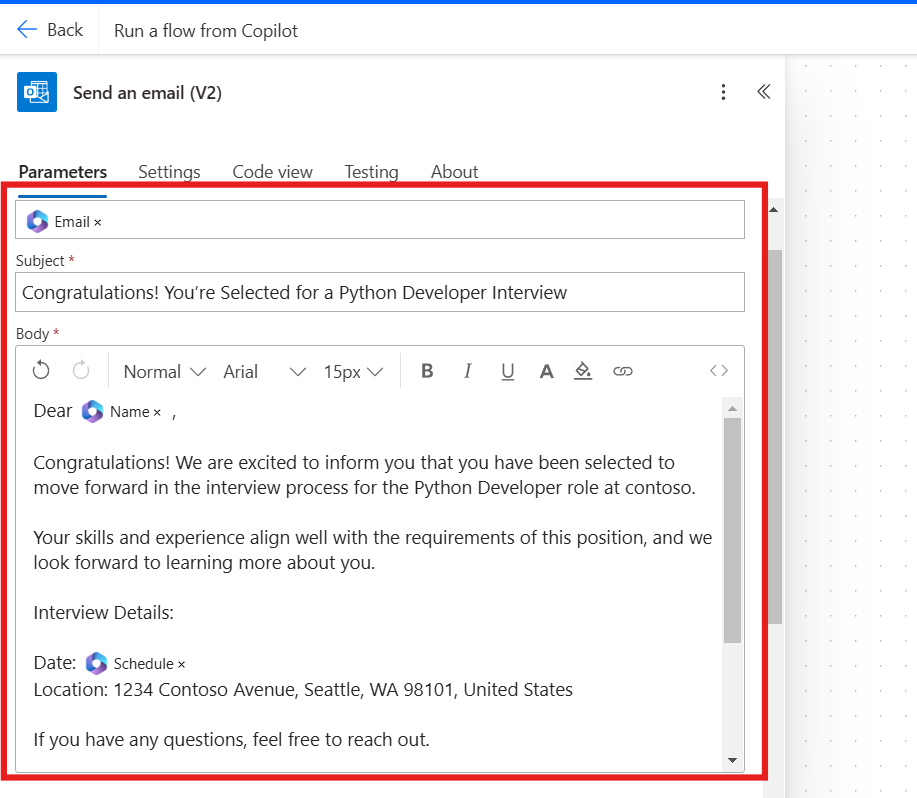 Back Run a flow from Copilot
Send an email (V2)
Parameters Settings Code view Testing About
Email ×
Subject *
Congratulations! You’re Selected for a Python Developer Interview
Body *
Normal Arial 15px B I U A
Dear Name × ,
Congratulations! We are excited to inform you that you have been selected to
move forward in the interview process for the Python Developer role at contoso.
Your skills and experience align well with the requirements of this position, and we
look forward to learning more about you.
Interview Details:
Date: Schedule ×
Location: 1234 Contoso Avenue, Seattle, WA 98101, United States
If you have any questions, feel free to reach out.